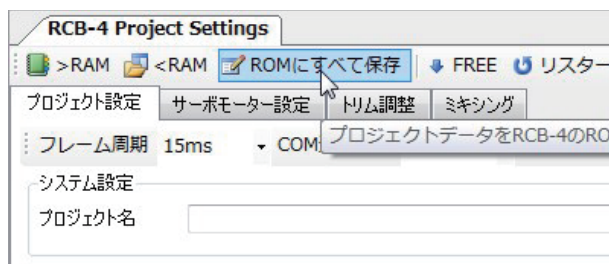 RCB-4 Project Settings
>RAM <RAM ROMにすべて保存 FREE リスター
プロジェクト設定 サーボモーター設定 トリム調整 ミキシング
プロジェクトデータをRCB-4のRO
フレーム周期 15ms COM
システム設定
プロジェクト名